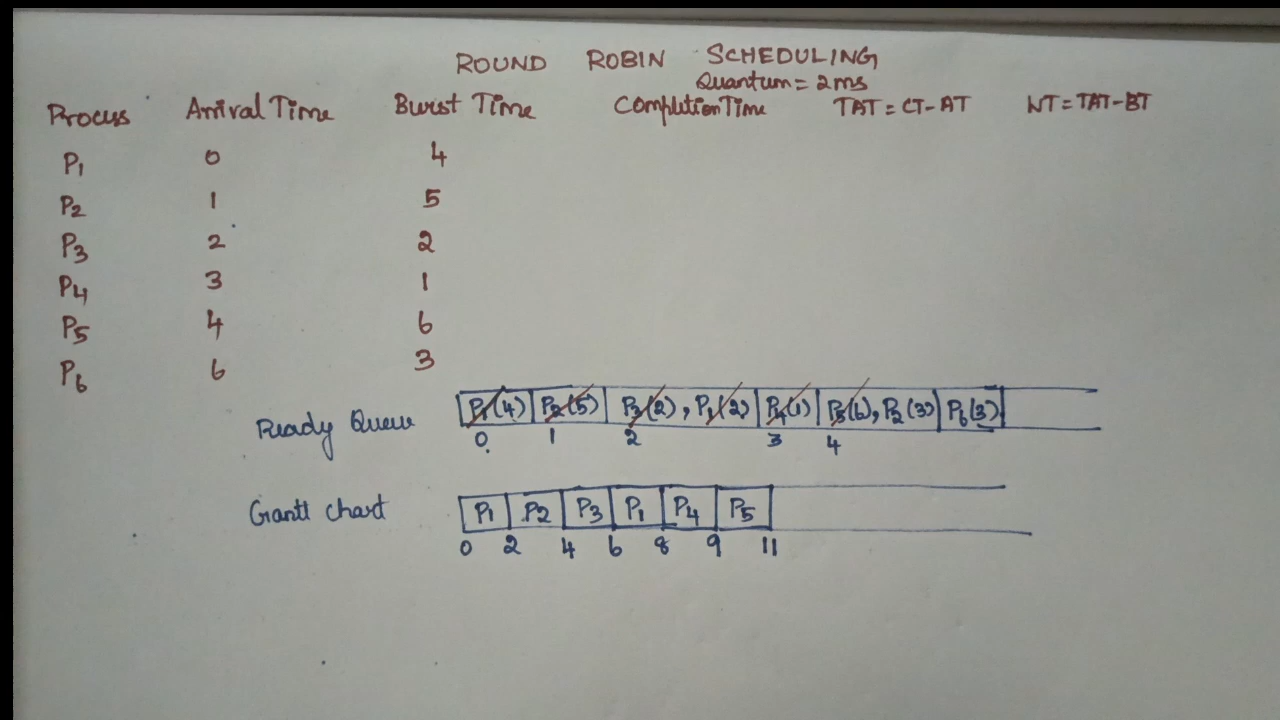 ROUND ROBIN SCHEDULING
Quantum = 2ms
Process Arrival Time Burst Time Completion Time TAT = CT - AT WT = TAT - BT
P1 0 4
P2 1 5
P3 2 2
P4 3 1
P5 4 6
P6 6 3
Ready Queue P1(4) P2(5) P3(2), P1(2) P4(1) P5(6), P2(3) P6(3)
0 1 2 3 4
Gantt chart P1 P2 P3 P1 P4 P5
0 2 4 6 8 9 11